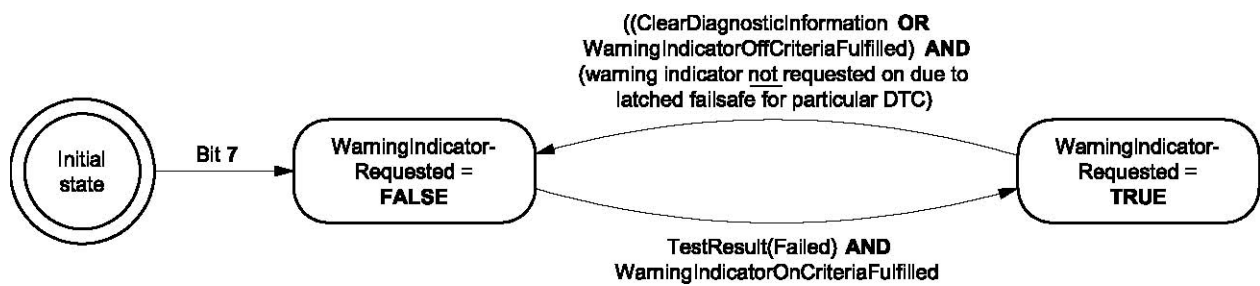 ((ClearDiagnosticInformation OR
WarningIndicatorOffCriteriaFulfilled) AND
(warning indicator not requested on due to
latched failsafe for particular DTC)
Initial
state
Bit 7
WarningIndicator-
Requested =
FALSE
WarningIndicator-
Requested =
TRUE
TestResult(Failed) AND
WarningIndicatorOnCriteriaFulfilled